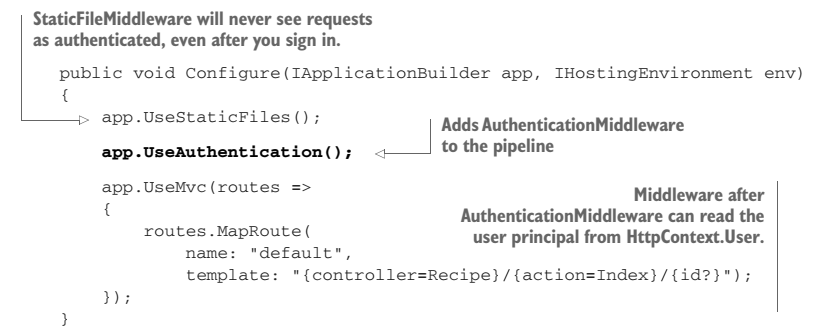 StaticFileMiddleware will never see requests
as authenticated, even after you sign in.
public void Configure(IApplicationBuilder app, IHostingEnvironment env)
{
app.UseStaticFiles();
Adds AuthenticationMiddleware
to the pipeline
app.UseAuthentication();
app.UseMvc(routes =>
{
Middleware after
AuthenticationMiddleware can read the
user principal from HttpContext.User.
routes.MapRoute(
name: "default",
template: "{controller=Recipe}/{action=Index}/{id?}");
});
}